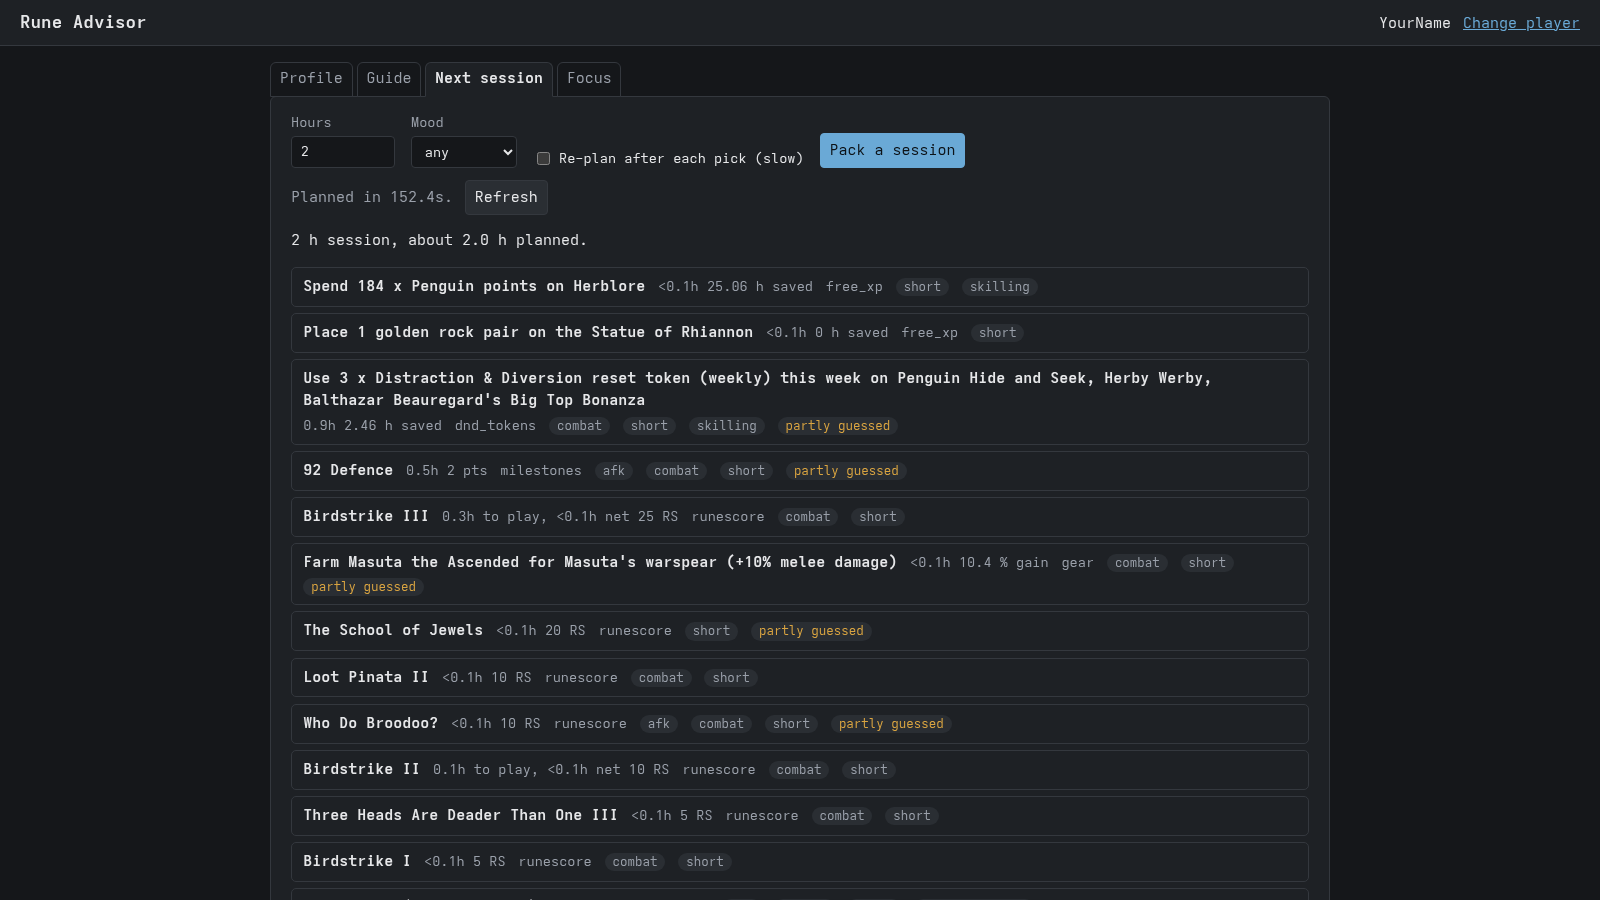 Rune Advisor
YourName Change player
Profile Guide Next session Focus
Hours Mood
2 any Re-plan after each pick (slow) Pack a session
Planned in 152.4s. Refresh
2 h session, about 2.0 h planned.
Spend 184 x Penguin points on Herblore <0.1h 25.06 h saved free_xp short skilling
Place 1 golden rock pair on the Statue of Rhiannon <0.1h 0 h saved free_xp short
Use 3 x Distraction & Diversion reset token (weekly) this week on Penguin Hide and Seek, Herby Werby,
Balthazar Beauregard's Big Top Bonanza
0.9h 2.46 h saved dnd_tokens combat short skilling partly guessed
92 Defence 0.5h 2 pts milestones afk combat short partly guessed
Birdstrike III 0.3h to play, <0.1h net 25 RS runescore combat short
Farm Masuta the Ascended for Masuta's warspear (+10% melee damage) <0.1h 10.4 % gain gear combat short
partly guessed
The School of Jewels <0.1h 20 RS runescore short partly guessed
Loot Pinata II <0.1h 10 RS runescore combat short
Who Do Broodoo? <0.1h 10 RS runescore afk combat short partly guessed
Birdstrike II 0.1h to play, <0.1h net 10 RS runescore combat short
Three Heads Are Deader Than One III <0.1h 5 RS runescore combat short
Birdstrike I <0.1h 5 RS runescore combat short